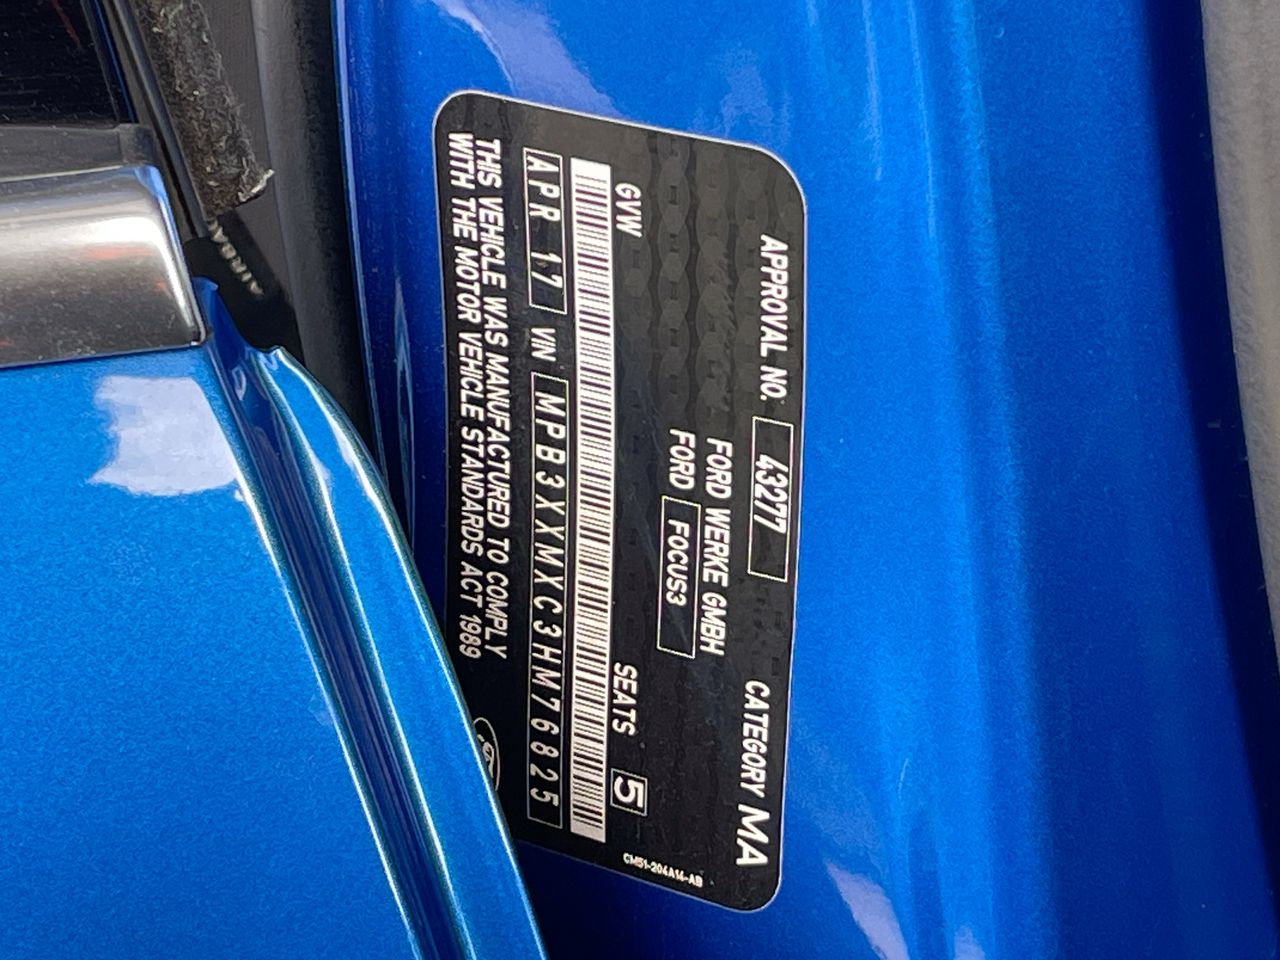 APPROVAL NO. 43277 CATEGORY MA
FORD WERKE GMBH
FORD FOCUS3
GVW SEATS 5
APR 17 VIN MPB3XXMXC3HM76825
THIS VEHICLE WAS MANUFACTURED TO COMPLY
WITH THE MOTOR VEHICLE STANDARDS ACT 1989
CM51-204A14-AB